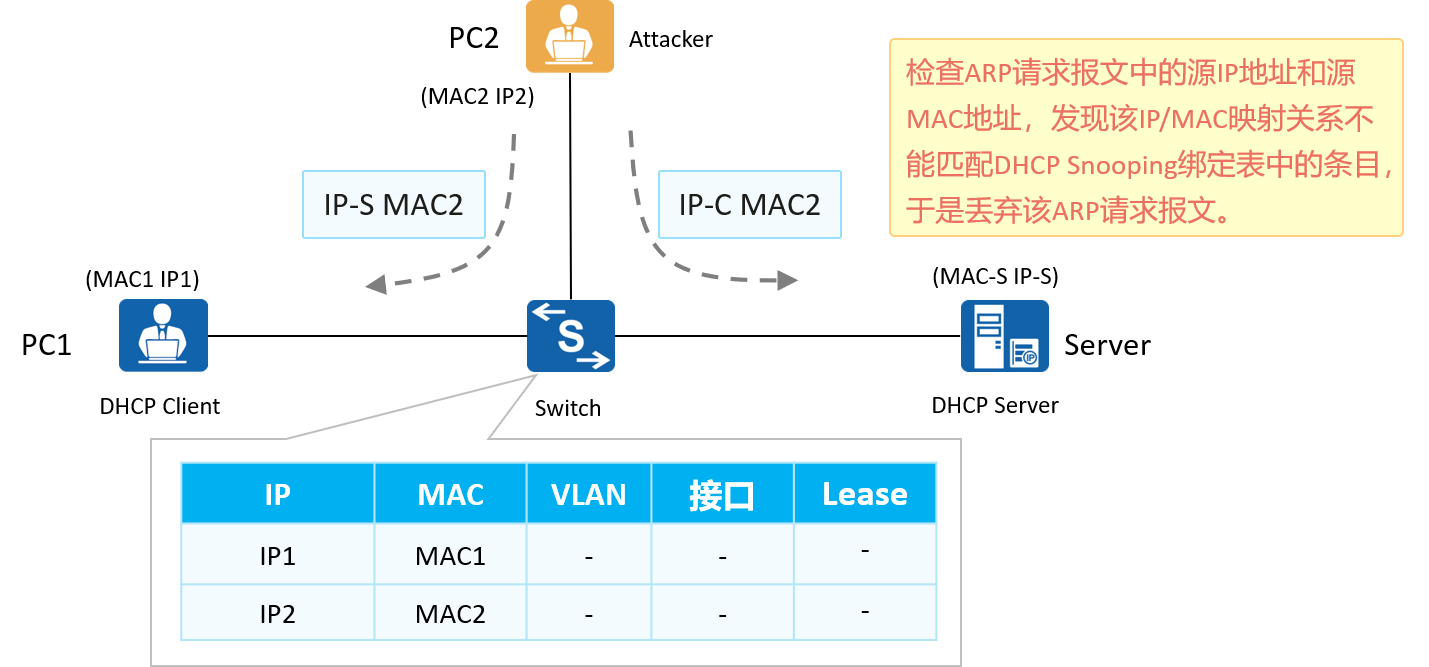 PC2
Attacker
(MAC2 IP2)
检查ARP请求报文中的源IP地址和源
MAC地址，发现该IP/MAC映射关系不
能匹配DHCP Snooping绑定表中的条目，
于是丢弃该ARP请求报文。
IP-S MAC2
IP-C MAC2
(MAC1 IP1)
(MAC-S IP-S)
PC1
S
IP
Server
DHCP Client
Switch
DHCP Server
IP MAC VLAN 接口 Lease
IP1 MAC1 - - -
IP2 MAC2 - - -